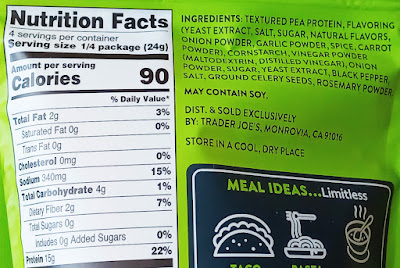 Nutrition Facts
4 servings per container
Serving size 1/4 package (24g)
Amount per serving
Calories 90
% Daily Value*
Total Fat 2g 3%
Saturated Fat 0g 0%
Trans Fat 0g
Cholesterol 0mg 0%
Sodium 340mg 15%
Total Carbohydrate 4g 1%
Dietary Fiber 2g 7%
Total Sugars 0g
Includes 0g Added Sugars 0%
Protein 15g 22%
INGREDIENTS: TEXTURED PEA PROTEIN, FLAVORING
(YEAST EXTRACT, SALT, SUGAR, NATURAL FLAVORS,
ONION POWDER, GARLIC POWDER, SPICE, CARROT
POWDER), CORNSTARCH, VINEGAR POWDER
(MALTODEXTRIN, DISTILLED VINEGAR), ONION
POWDER, SUGAR, YEAST EXTRACT, BLACK PEPPER,
SALT, GROUND CELERY SEEDS, ROSEMARY POWDER
MAY CONTAIN SOY.
DIST. & SOLD EXCLUSIVELY
BY: TRADER JOE'S, MONROVIA, CA 91016
STORE IN A COOL, DRY PLACE
MEAL IDEAS...Limitless
TACO
PASTA